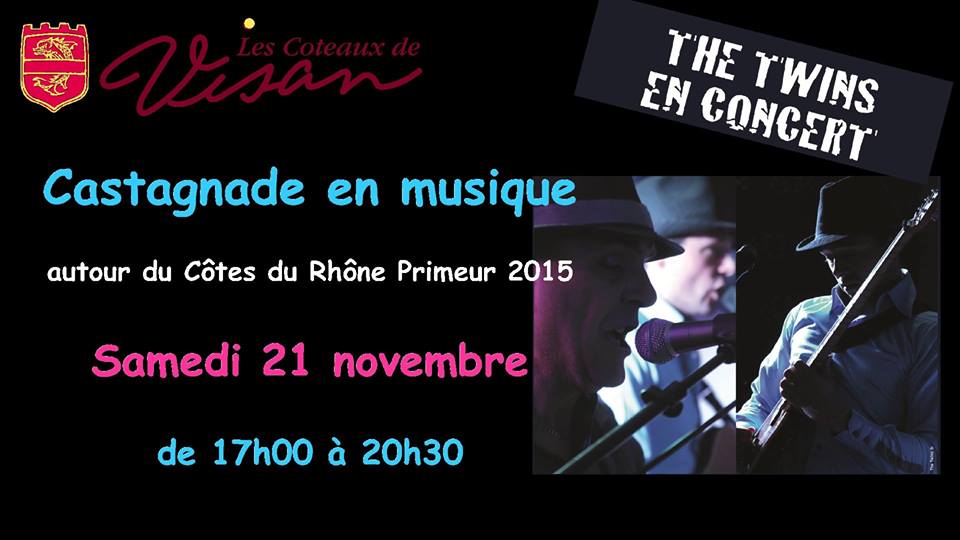 Les Coteaux de
Visan
THE TWINS
EN CONCERT
Castagnade en musique
autour du Côtes du Rhône Primeur 2015
Samedi 21 novembre
de 17h00 à 20h30